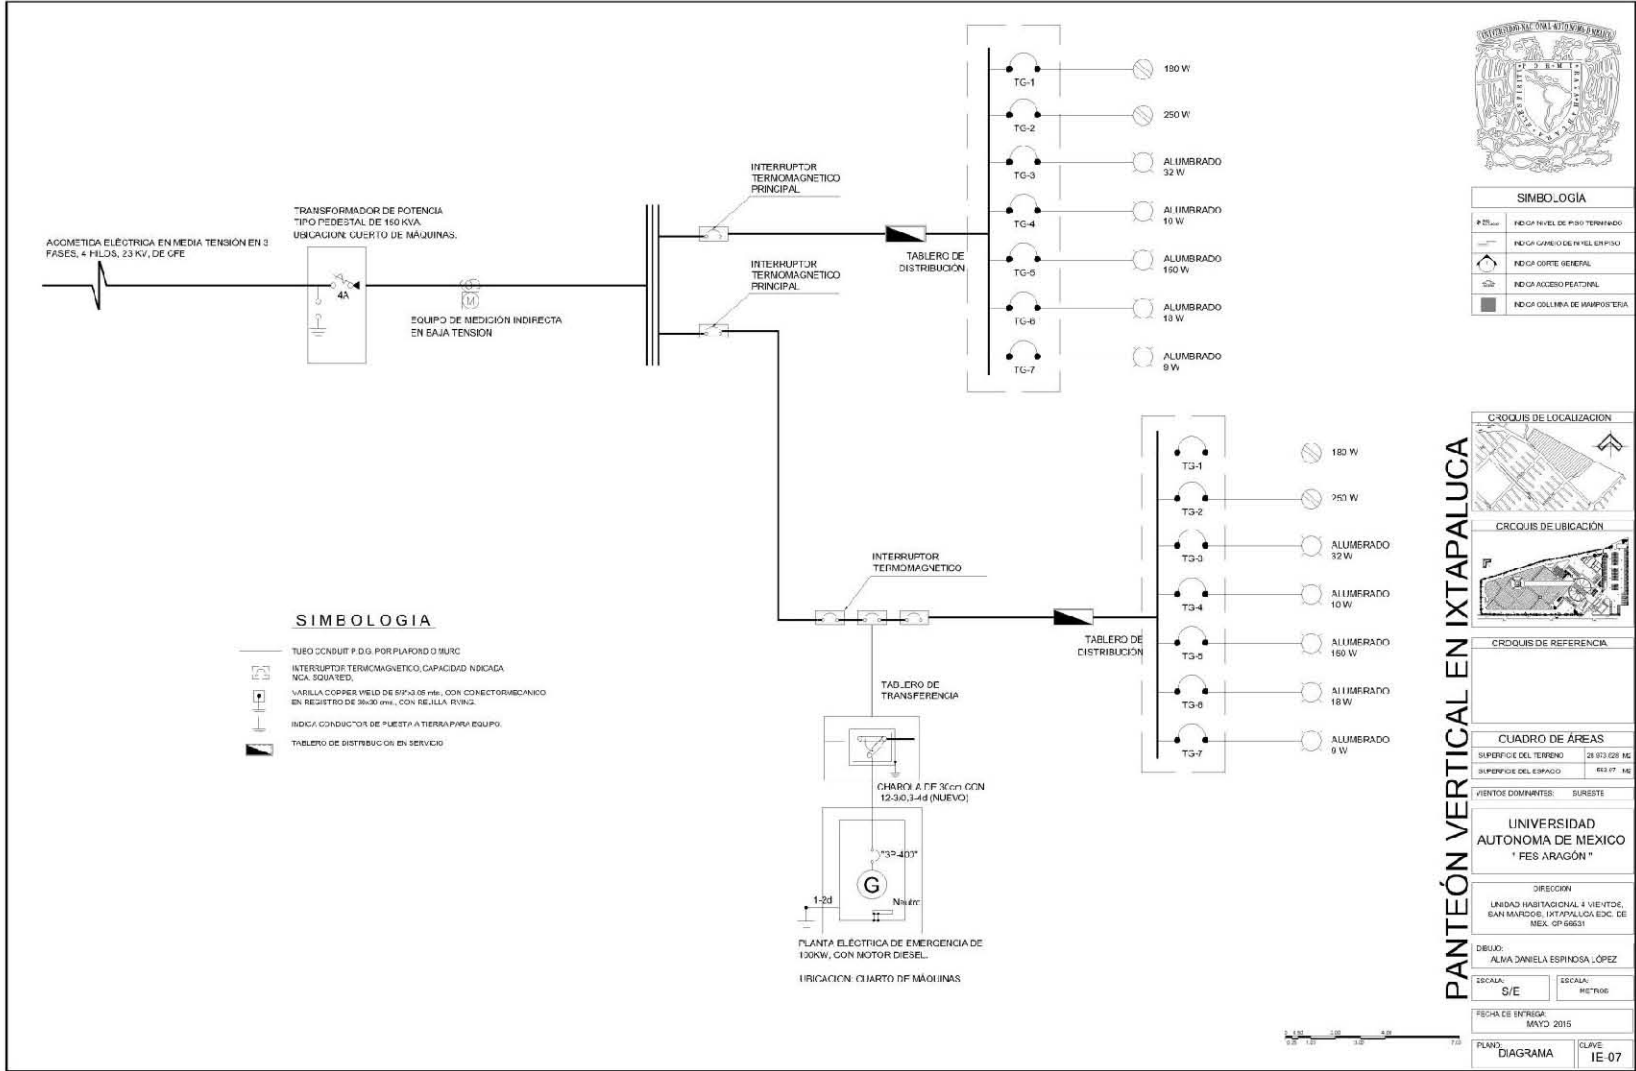 ACOMETIDA ELÉCTRICA EN MEDIA TENSIÓN EN 3
FASES, 4 HILOS, 23 KV, DE CFE
TRANSFORMADOR DE POTENCIA
TIPO PEDESTAL DE 150 KVA
UBICACION: CUERTO DE MÁQUINAS.
4A
M
EQUIPO DE MEDICIÓN INDIRECTA
EN BAJA TENSION
INTERRUPTOR
TERMOMAGNETICO
PRINCIPAL
INTERRUPTOR
TERMOMAGNETICO
PRINCIPAL
TABLERO DE
DISTRIBUCIÓN
TG-1
180 W
TG-2
250 W
TG-3
ALUMBRADO
32 W
TG-4
ALUMBRADO
10 W
TG-5
ALUMBRADO
160 W
TG-6
ALUMBRADO
18 W
TG-7
ALUMBRADO
9 W
TG-1
180 W
TG-2
250 W
TG-3
ALUMBRADO
32 W
TG-4
ALUMBRADO
10 W
TG-5
ALUMBRADO
160 W
TG-6
ALUMBRADO
18 W
TG-7
ALUMBRADO
9 W
INTERRUPTOR
TERMOMAGNETICO
TABLERO DE
DISTRIBUCIÓN
TABLERO DE
TRANSFERENCIA
CHAROLA DE 30cm CON
(NUEVO)
"3P-400"
G
1-2d
Neutro
PLANTA ELÉCTRICA DE EMERGENCIA DE
100KW, CON MOTOR DIESEL.
UBICACION: CUARTO DE MÁQUINAS
SIMBOLOGIA
TUBO CONDUIT P.D.G. POR PLAFOND O MURO
INTERRUPTOR TERMOMAGNETICO, CAPACIDAD INDICADA
MCA. SQUARE'D,
VARILLA COPPER WELD DE 5/8"x3.05 mts., CON CONECTOR MECANICO
EN REGISTRO DE 30x30 cms., CON REJILLA IRVING.
INDICA CONDUCTOR DE PUESTA A TIERRA PARA EQUIPO.
TABLERO DE DISTRIBUCION EN SERVICIO
PANTEÓN VERTICAL EN IXTAPALUCA
SIMBOLOGÍA
INDICA NIVEL DE PISO TERMINADO
INDICA CAMBIO DE NIVEL EN PISO
INDICA CORTE GENERAL
INDICA ACCESO PEATONAL
INDICA COLUMNA DE MAMPOSTERIA
CROQUIS DE LOCALIZACIÓN
CROQUIS DE UBICACIÓN
CROQUIS DE REFERENCIA
CUADRO DE ÁREAS
SUPERFICIE DEL TERRENO M2
SUPERFICIE DEL ESPACIO M2
VIENTOS DOMINANTES: SURESTE
UNIVERSIDAD
AUTONOMA DE MEXICO
" FES ARAGÓN "
DIRECCION
UNIDAD HABITACIONAL 4 VIENTOS,
SAN MARCOS, IXTAPALUCA EDO. DE
MEX. CP
DIBUJO:
ALMA DANIELA ESPINOSA LÓPEZ
ESCALA:
S/E
ESCALA:
METROS
FECHA DE ENTREGA:
MAYO 2015
PLANO:
DIAGRAMA
CLAVE:
IE-07